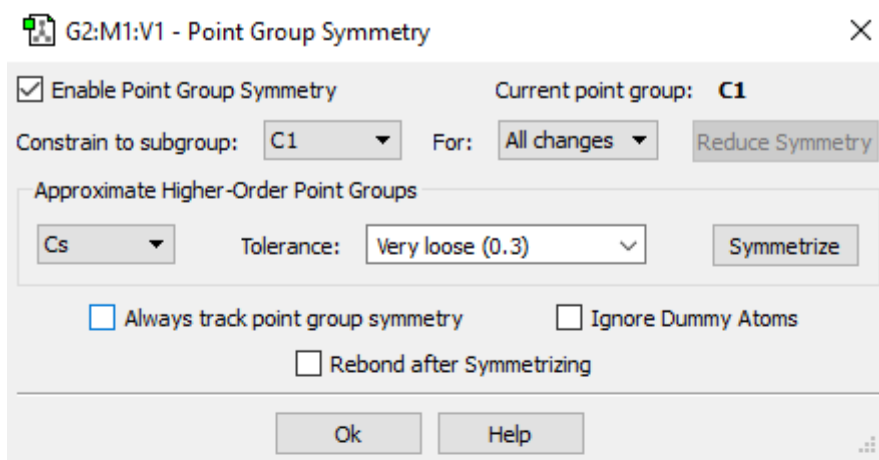 G2:M1:V1 - Point Group Symmetry
Enable Point Group Symmetry Current point group: C1
Constrain to subgroup: C1 For: All changes Reduce Symmetry
Approximate Higher-Order Point Groups
Cs Tolerance: Very loose (0.3) Symmetrize
Always track point group symmetry Ignore Dummy Atoms
Rebond after Symmetrizing
Ok Help